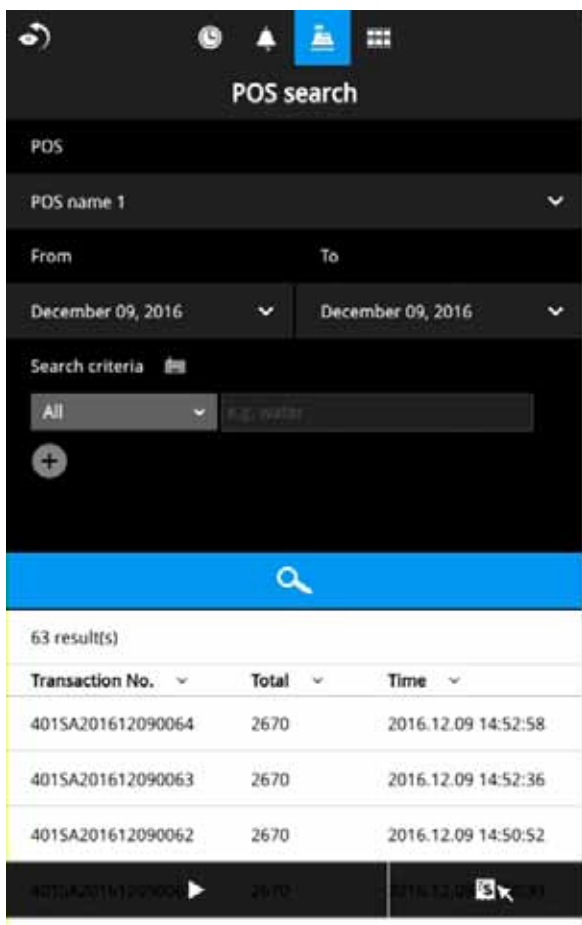 POS search
POS
POS name 1
From To
December 09, 2016 December 09, 2016
Search criteria
All e.g. water
63 result(s)
Transaction No. Total Time
401SA201612090064 2670 2016.12.09 14:52:58
401SA201612090063 2670 2016.12.09 14:52:36
401SA201612090062 2670 2016.12.09 14:50:52